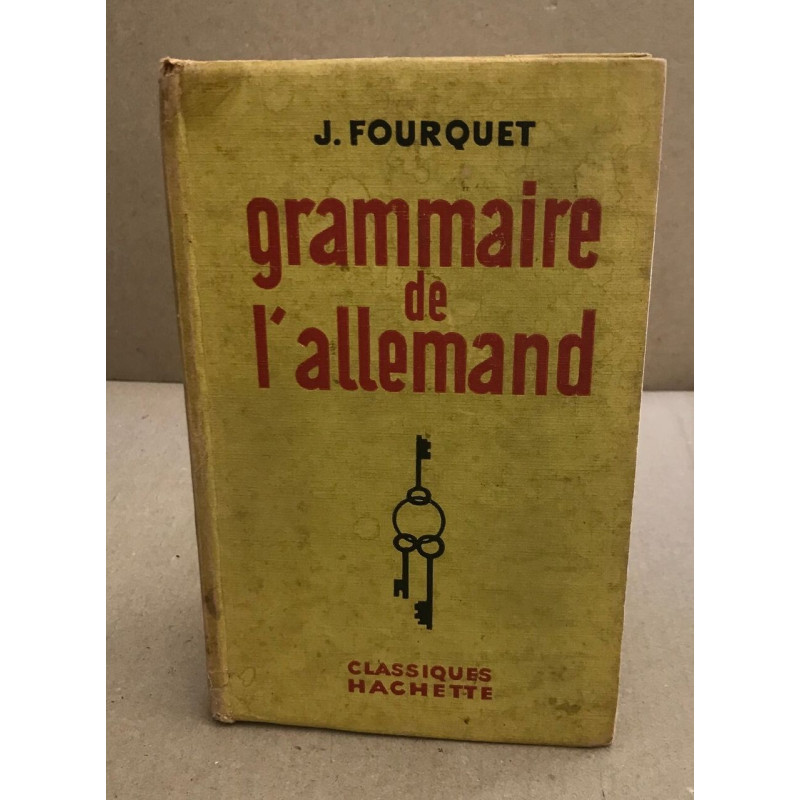 J. FOURQUET
grammaire
de
l'allemand
CLASSIQUES
HACHETTE